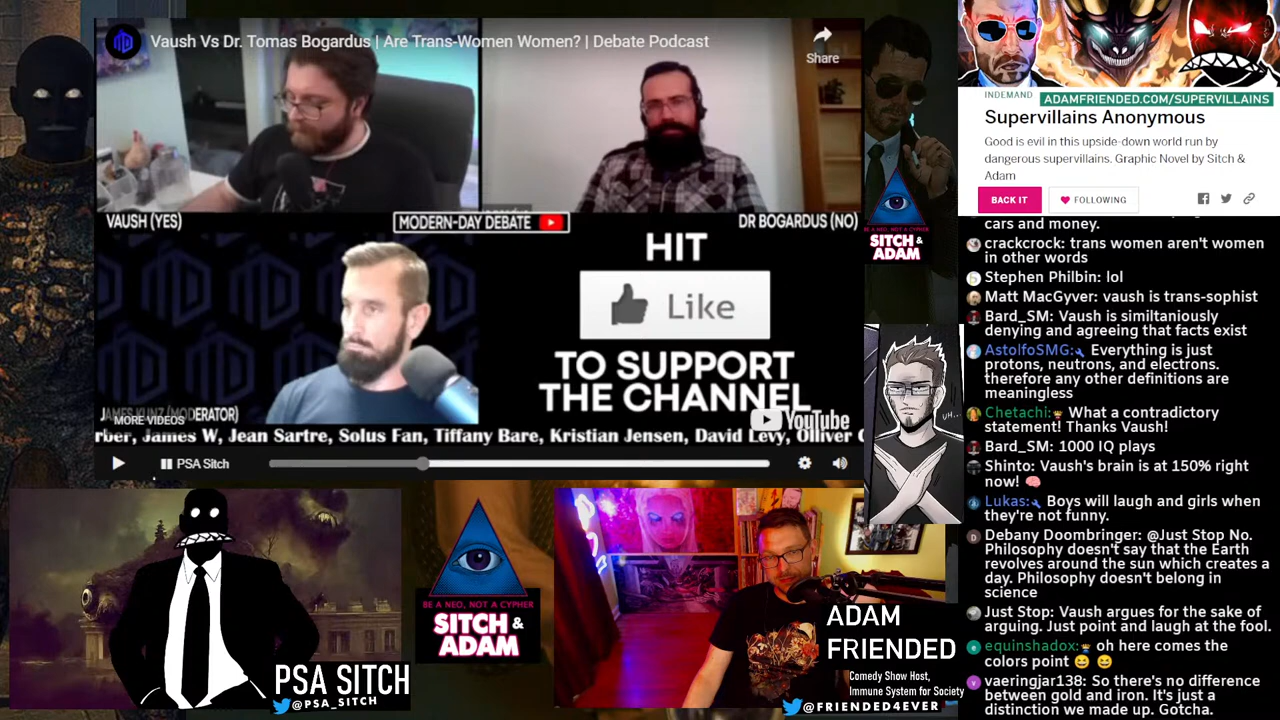 Vaush Vs Dr. Tomas Bogardus | Are Trans-Women Women? | Debate Podcast
Share
VAUSH (YES)
MODERN-DAY DEBATE
DR BOGARDUS (NO)
HIT
Like
TO SUPPORT
THE CHANNEL
JAMES KUNZ (MODERATOR)
MORE VIDEOS
YouTube
rber, James W, Jean Sartre, Solus Fan, Tiffany Bare, Kristian Jensen, David Levy, Olliver
PSA Sitch
BE A NEO, NOT A CYPHER
SITCH &
ADAM
UH...
PSA SITCH
@PSA_SITCH
BE A NEO, NOT A CYPHER
SITCH &
ADAM
ADAM
FRIENDED
Comedy Show Host,
Immune System for Society
@FRIENDED4EVER
INDEMAND
ADAMFRIENDED.COM/SUPERVILLAINS
Supervillains Anonymous
Good is evil in this upside-down world run by
dangerous supervillains. Graphic Novel by Sitch &
Adam
BACK IT
FOLLOWING
cars and money.
crackcrock: trans women aren't women
in other words
Stephen Philbin: lol
Matt MacGyver: vaush is trans-sophist
Bard_SM: Vaush is similtaniously
denying and agreeing that facts exist
AstolfoSMG: Everything is just
protons, neutrons, and electrons.
therefore any other definitions are
meaningless
Chetachi: What a contradictory
statement! Thanks Vaush!
Bard_SM: 1000 IQ plays
Shinto: Vaush's brain is at 150% right
now! 🧠
Lukas: Boys will laugh and girls when
they're not funny.
Debany Doombringer: @Just Stop No.
Philosophy doesn't say that the Earth
revolves around the sun which creates a
day. Philosophy doesn't belong in
science
Just Stop: Vaush argues for the sake of
arguing. Just point and laugh at the fool.
equinshadox: oh here comes the
colors point 😆 😆
vaeringjar138: So there's no difference
between gold and iron. It's just a
distinction we made up. Gotcha.